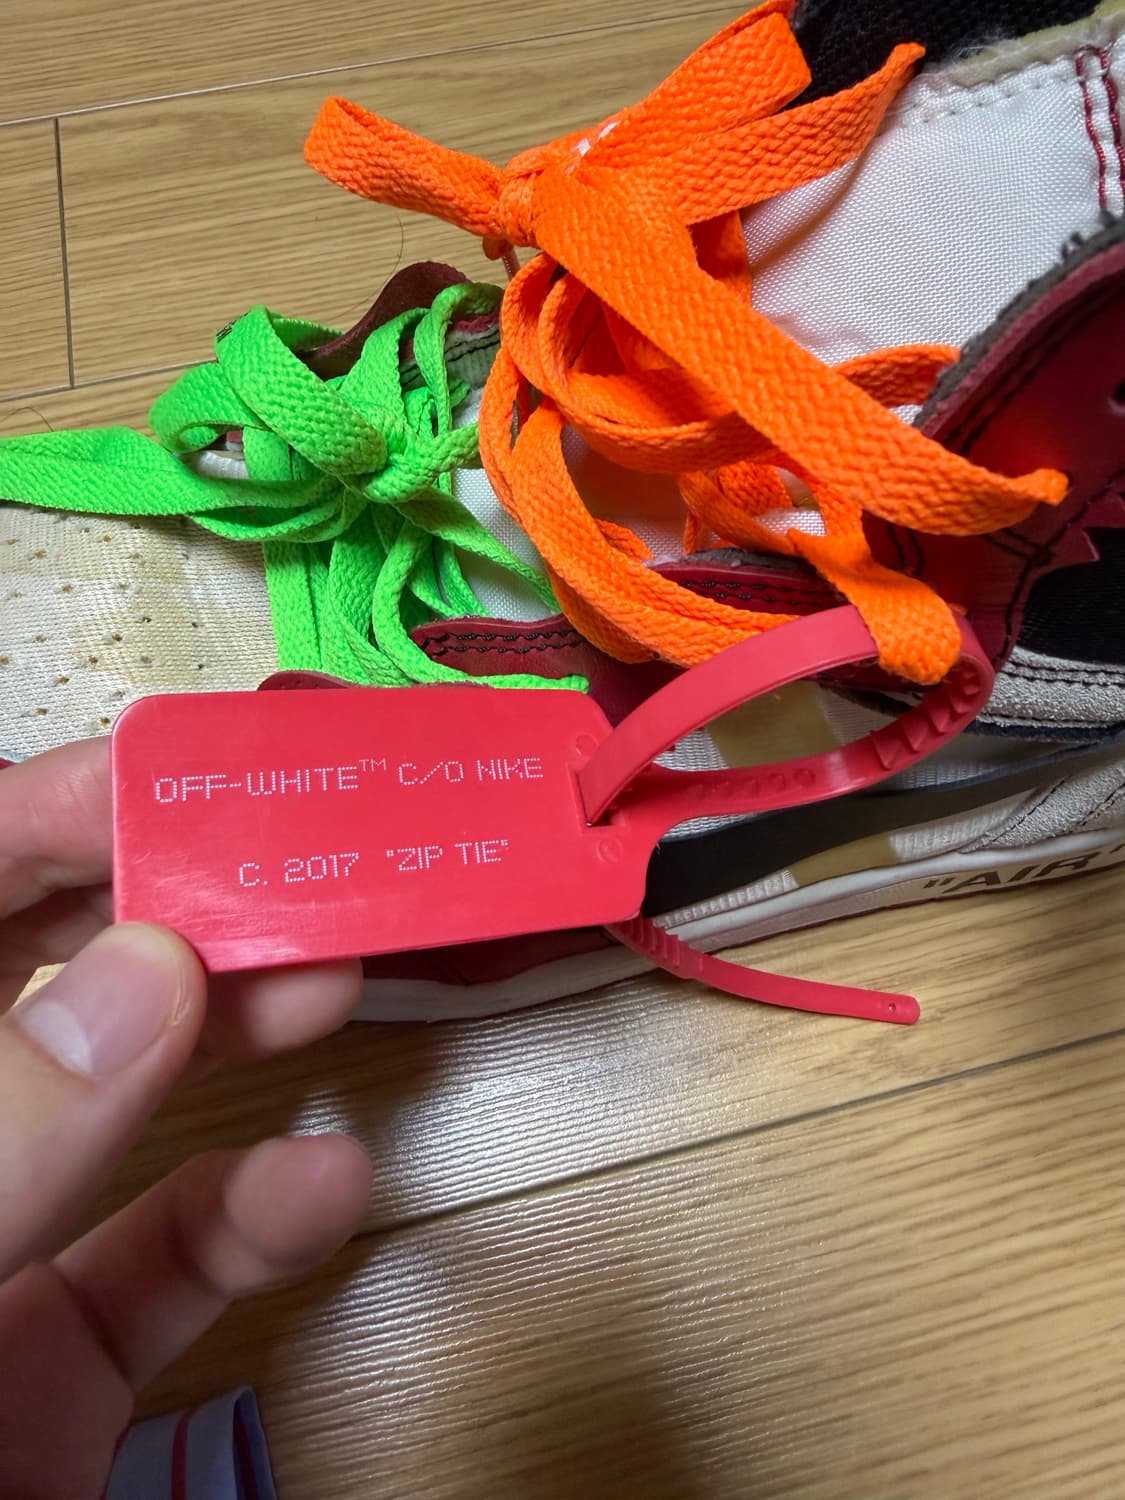 OFF-WHITE™ C/O NIKE
C. 2017 "ZIP TIE"
"AIR"